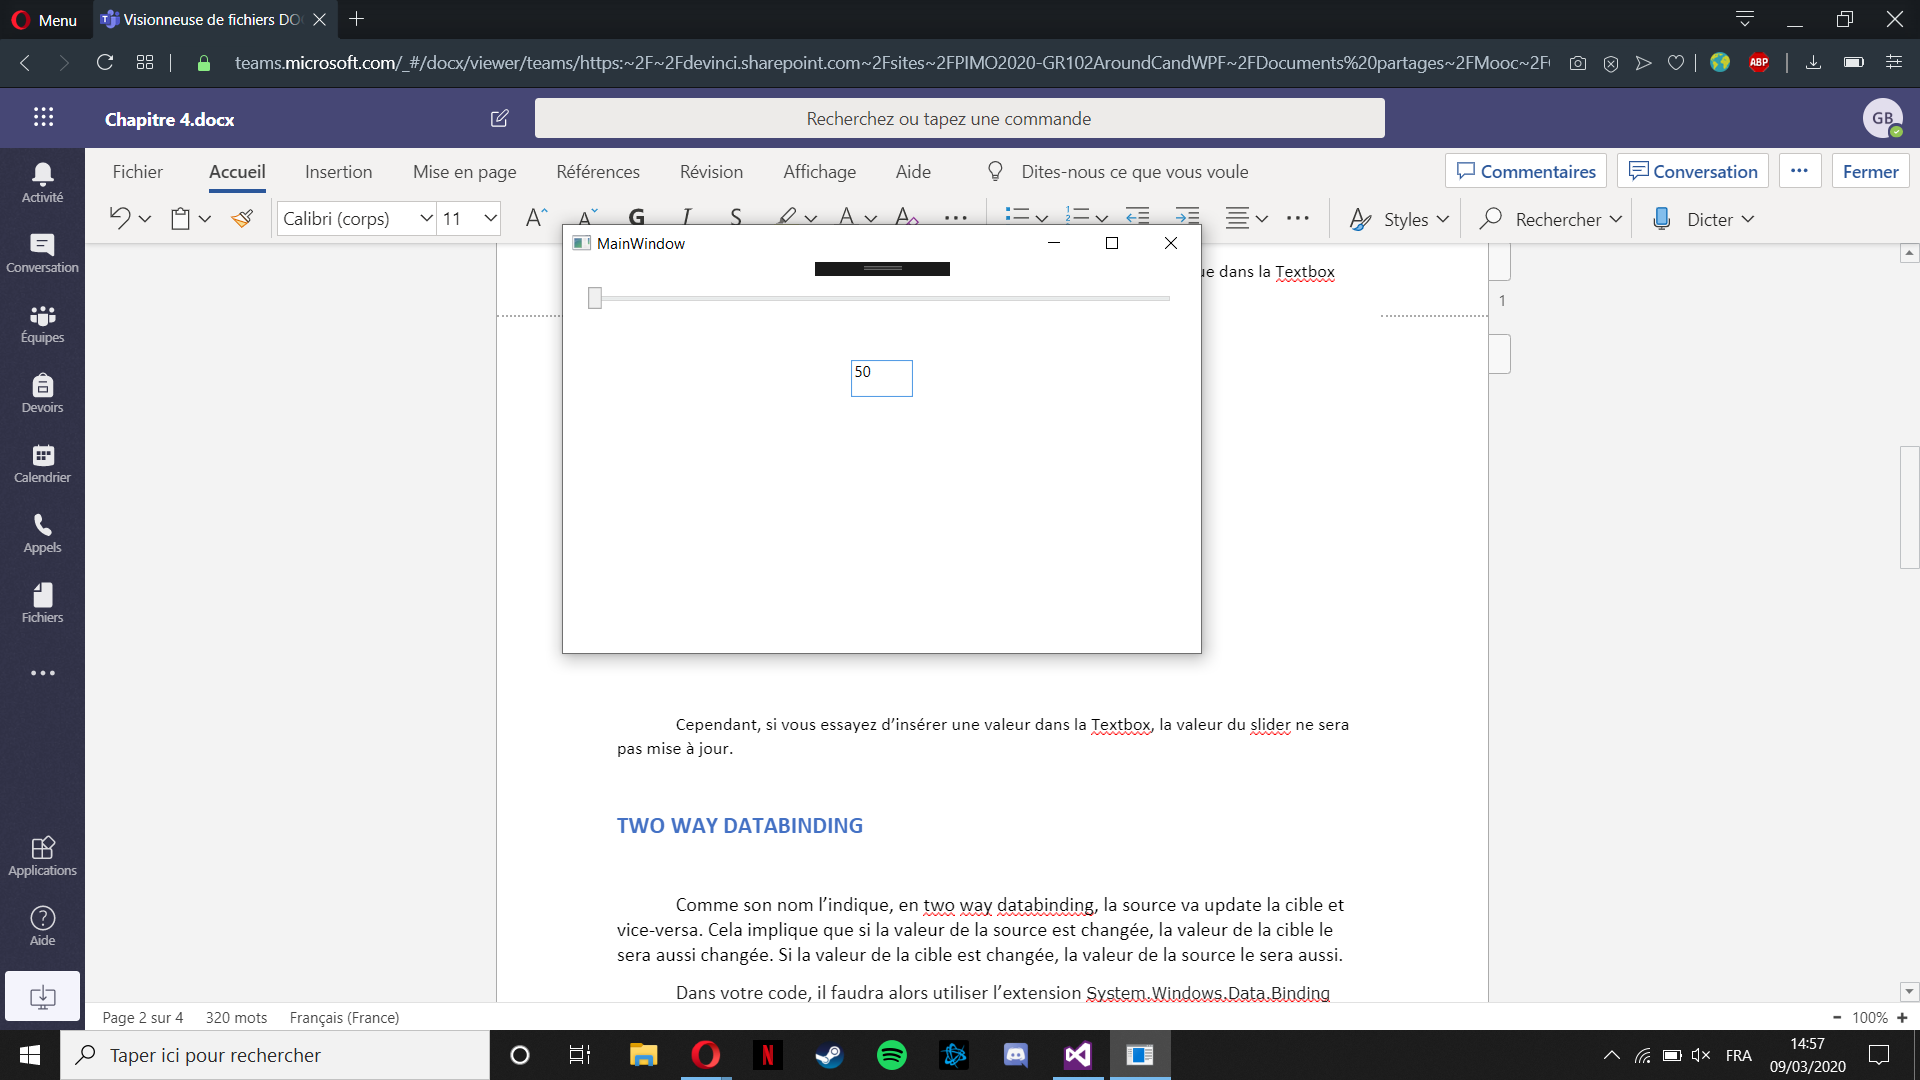 Menu
Visionneuse de fichiers DO
teams.microsoft.com/_#/docx/viewer/teams/https:~2F~2Fdevinci.sharepoint.com~2Fsites~2FPIMO2020-GR102AroundCandWPF~2FDocuments%20partages~2FMooc~2F
ABP
Chapitre 4.docx
Recherchez ou tapez une commande
GB
Fichier
Accueil
Insertion
Mise en page
Références
Révision
Affichage
Aide
Dites-nous ce que vous voule
Commentaires
Conversation
Fermer
Calibri (corps)
11
G
I
S
Styles
Rechercher
Dicter
Activité
Conversation
Équipes
Devoirs
Calendrier
Appels
Fichiers
Applications
Aide
MainWindow
50
ue dans la Textbox
1
Cependant, si vous essayez d’insérer une valeur dans la Textbox, la valeur du slider ne sera
pas mise à jour.
TWO WAY DATABINDING
Comme son nom l’indique, en two way databinding, la source va update la cible et
vice-versa. Cela implique que si la valeur de la source est changée, la valeur de la cible le
sera aussi changée. Si la valeur de la cible est changée, la valeur de la source le sera aussi.
Dans votre code, il faudra alors utiliser l’extension System.Windows.Data.Binding
Page 2 sur 4
320 mots
Français (France)
- 100% +
Taper ici pour rechercher
FRA
14:57
09/03/2020